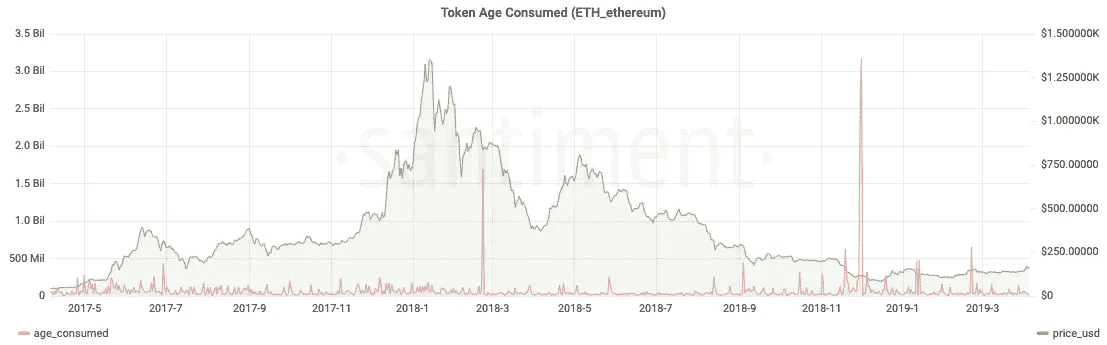 Token Age Consumed (ETH_ethereum)
3.5 Bil
3.0 Bil
2.5 Bil
2.0 Bil
1.5 Bil
1.0 Bil
500 Mil
0
$1.500000K
$1.250000K
$1.000000K
$750.00000
$500.00000
$250.00000
$0
·santiment·
2017-5 2017-7 2017-9 2017-11 2018-1 2018-3 2018-5 2018-7 2018-9 2018-11 2019-1 2019-3
age_consumed price_usd